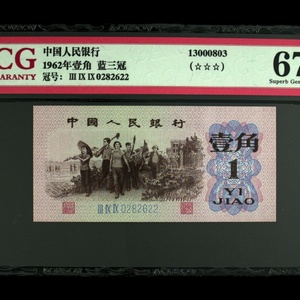 CG
GUARANTY
中国人民银行
1962年壹角 蓝三冠
冠号: III IX IX 0282622
13000803
(☆☆☆)
67
Superb Gem
中國人民銀行
壹角
1
YI
JIAO
III IX IX 0282622